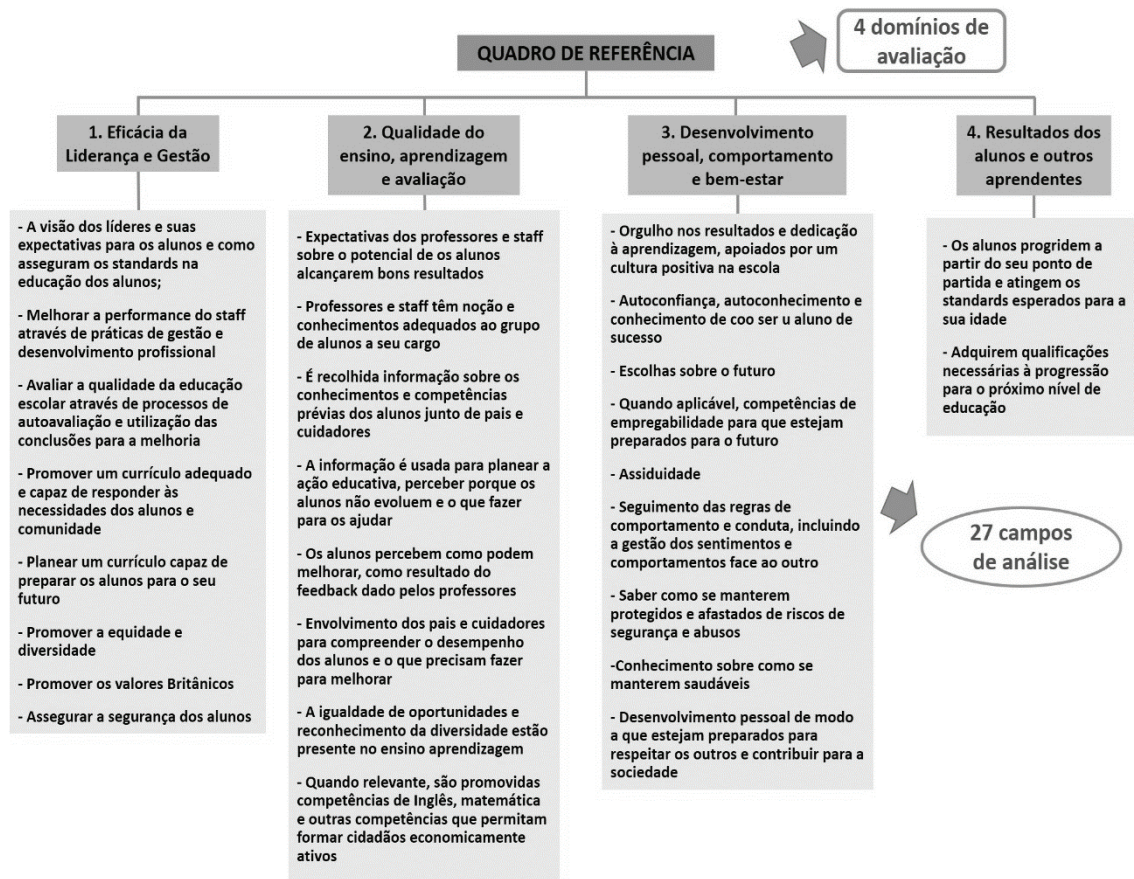 QUADRO DE REFERÊNCIA
4 domínios de
avaliação
1. Eficácia da
Liderança e Gestão
- A visão dos líderes e suas
expectativas para os alunos e como
asseguram os standards na
educação dos alunos;
- Melhorar a performance do staff
através de práticas de gestão e
desenvolvimento profissional
- Avaliar a qualidade da educação
escolar através de processos de
autoavaliação e utilização das
conclusões para a melhoria
- Promover um currículo adequado
e capaz de responder às
necessidades dos alunos e
comunidade
- Planear um currículo capaz de
preparar os alunos para o seu
futuro
- Promover a equidade e
diversidade
- Promover os valores Britânicos
- Assegurar a segurança dos alunos
2. Qualidade do
ensino, aprendizagem
e avaliação
- Expectativas dos professores e staff
sobre o potencial de os alunos
alcançarem bons resultados
- Professores e staff têm noção e
conhecimentos adequados ao grupo
de alunos a seu cargo
- É recolhida informação sobre os
conhecimentos e competências
prévias dos alunos junto de pais e
cuidadores
- A informação é usada para planear a
ação educativa, perceber porque os
alunos não evoluem e o que fazer
para os ajudar
- Os alunos percebem como podem
melhorar, como resultado do
feedback dado pelos professores
- Envolvimento dos pais e cuidadores
para compreender o desempenho
dos alunos e o que precisam fazer
para melhorar
- A igualdade de oportunidades e
reconhecimento da diversidade estão
presente no ensino aprendizagem
- Quando relevante, são promovidas
competências de Inglês, matemática
e outras competências que permitam
formar cidadãos economicamente
ativos
3. Desenvolvimento
pessoal, comportamento
e bem-estar
- Orgulho nos resultados e dedicação
à aprendizagem, apoiados por um
cultura positiva na escola
- Autoconfiança, autoconhecimento e
conhecimento de coo ser u aluno de
sucesso
- Escolhas sobre o futuro
- Quando aplicável, competências de
empregabilidade para que estejam
preparados para o futuro
- Assiduidade
- Seguimento das regras de
comportamento e conduta, incluindo
a gestão dos sentimentos e
comportamentos face ao outro
- Saber como se manterem
protegidos e afastados de riscos de
segurança e abusos
-Conhecimento sobre como se
manterem saudáveis
- Desenvolvimento pessoal de modo
a que estejam preparados para
respeitar os outros e contribuir para a
sociedade
4. Resultados dos
alunos e outros
aprendentes
- Os alunos progridem a
partir do seu ponto de
partida e atingem os
standards esperados para a
sua idade
- Adquirem qualificações
necessárias à progressão
para o próximo nível de
educação
27 campos
de análise